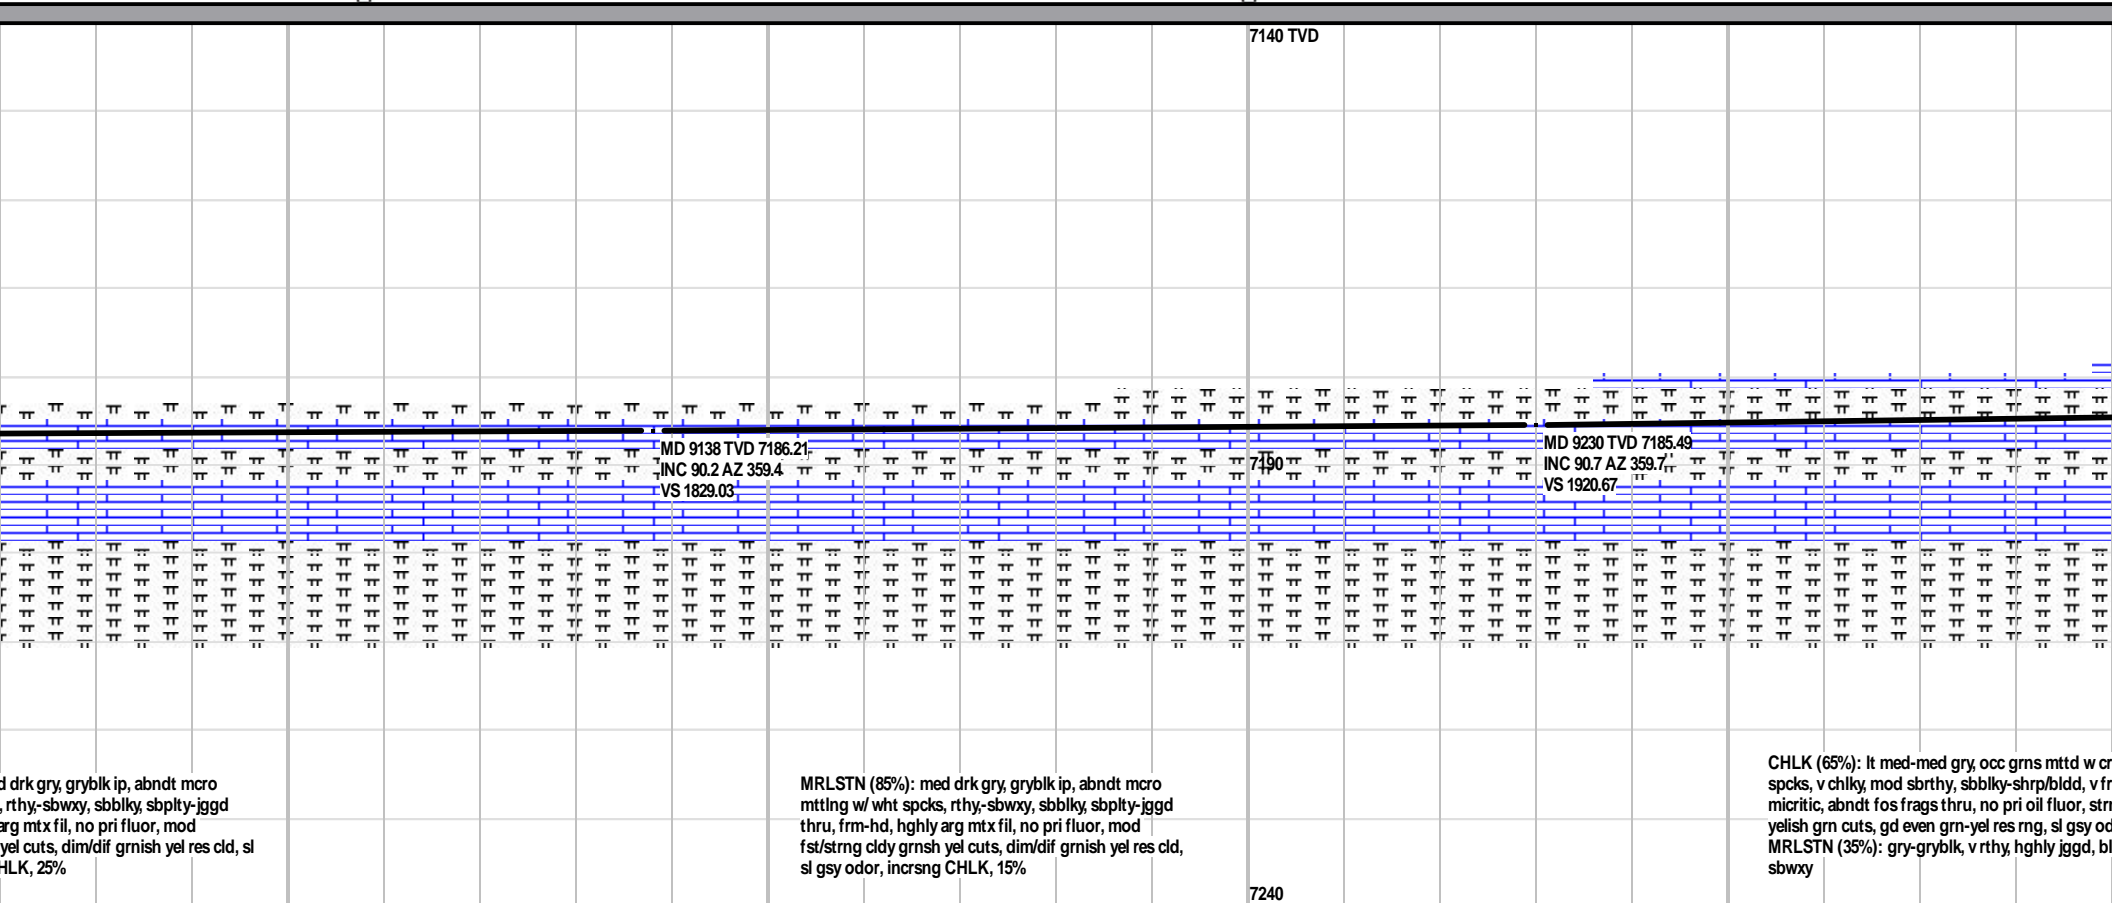 7140 TVD
MD 9138 TVD 7186.21
INC 90.2 AZ 359.4
VS 1829.03
7190
MD 9230 TVD 7185.49
INC 90.7 AZ 359.7
VS 1920.67
drk gry, gryblk ip, abndt mcro
, rthy,-sbwxy, sbblky, sbplty-jggd
arg mtx fil, no pri fluor, mod
yel cuts, dim/dif grnish yel res cld, sl
HLK, 25%
MRLSTN (85%): med drk gry, gryblk ip, abndt mcro
mttlng w/ wht spcks, rthy,-sbwxy, sbblky, sbplty-jggd
thru, frm-hd, hghly arg mtx fil, no pri fluor, mod
fst/strng cldy grnsh yel cuts, dim/dif grnish yel res cld,
sl gsy odor, incrsng CHLK, 15%
CHLK (65%): lt med-med gry, occ grns mttd w cr
spcks, v chlky, mod sbrthy, sbblky-shrp/bldd, v fr
micritic, abndt fos frags thru, no pri oil fluor, str
yelish grn cuts, gd even grn-yel res rng, sl gsy od
MRLSTN (35%): gry-gryblk, v rthy, hghly jggd, bl
sbwxy
7240